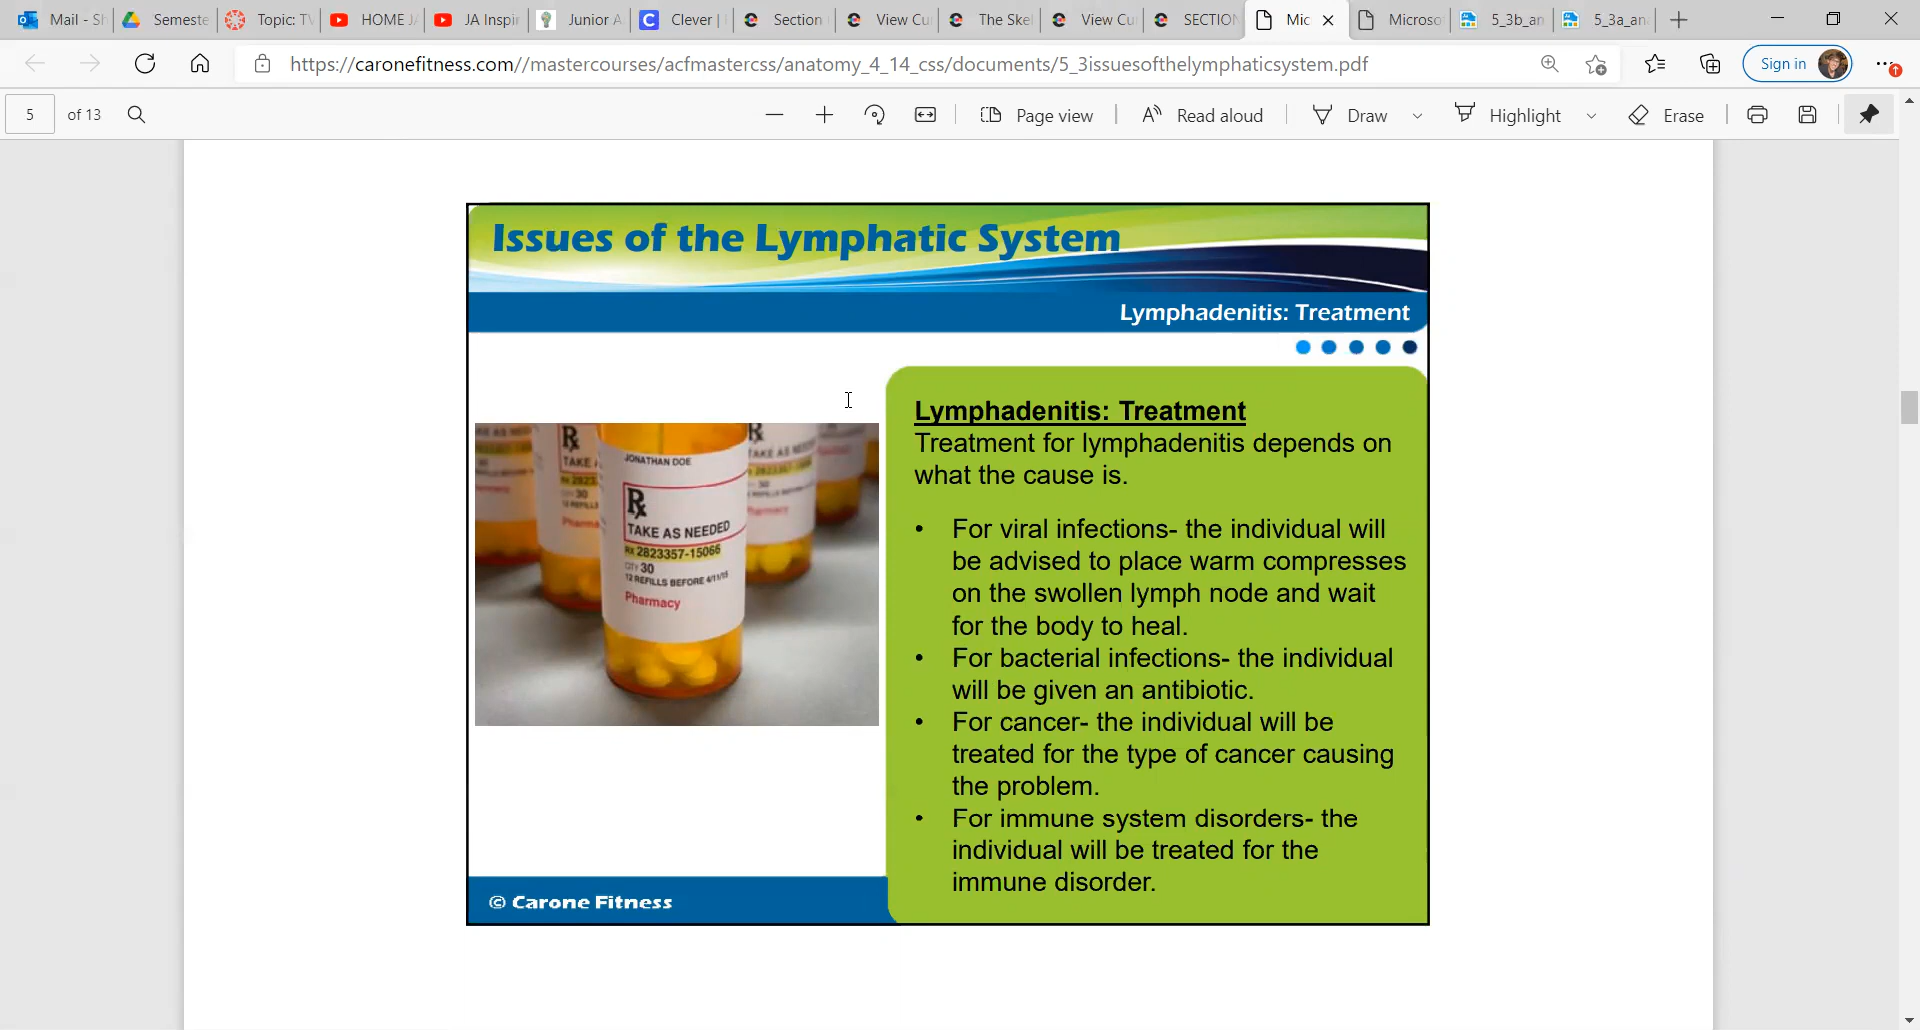 Mail - Sh
Semeste
Topic: TV
HOME JA
JA Inspir
Junior A
Clever |
Section
View Cu
The Skel
View Cu
SECTION
Mic
Microso
5_3b_an
5_3a_an
https://caronefitness.com//mastercourses/acfmastercss/anatomy_4_14_css/documents/5_3issuesofthelymphaticsystem.pdf
Sign in
5 of 13
Page view
Read aloud
Draw
Highlight
Erase
Issues of the Lymphatic System
Lymphadenitis: Treatment
JONATHAN DOE
Rx
TAKE AS NEEDED
RX 2823357-15066
QTY 30
12 REFILLS BEFORE 4/11/15
Pharmacy
Lymphadenitis: Treatment
Treatment for lymphadenitis depends on
what the cause is.
• For viral infections- the individual will
be advised to place warm compresses
on the swollen lymph node and wait
for the body to heal.
• For bacterial infections- the individual
will be given an antibiotic.
• For cancer- the individual will be
treated for the type of cancer causing
the problem.
• For immune system disorders- the
individual will be treated for the
immune disorder.
© Carone Fitness